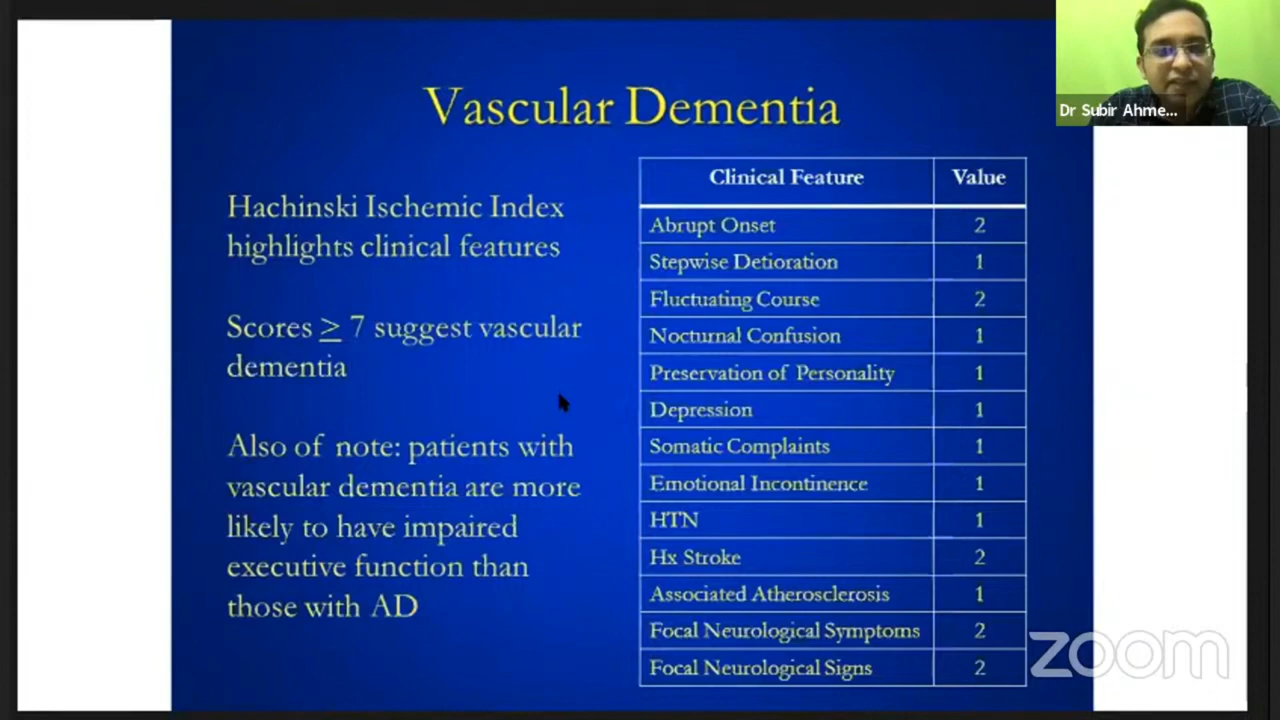 Vascular Dementia
Hachinski Ischemic Index
highlights clinical features
Scores ≥ 7 suggest vascular
dementia
Also of note: patients with
vascular dementia are more
likely to have impaired
executive function than
those with AD
Clinical Feature Value
Abrupt Onset 2
Stepwise Detioration 1
Fluctuating Course 2
Nocturnal Confusion 1
Preservation of Personality 1
Depression 1
Somatic Complaints 1
Emotional Incontinence 1
HTN 1
Hx Stroke 2
Associated Atherosclerosis 1
Focal Neurological Symptoms 2
Focal Neurological Signs 2
Dr Subir Ahme...
zoom